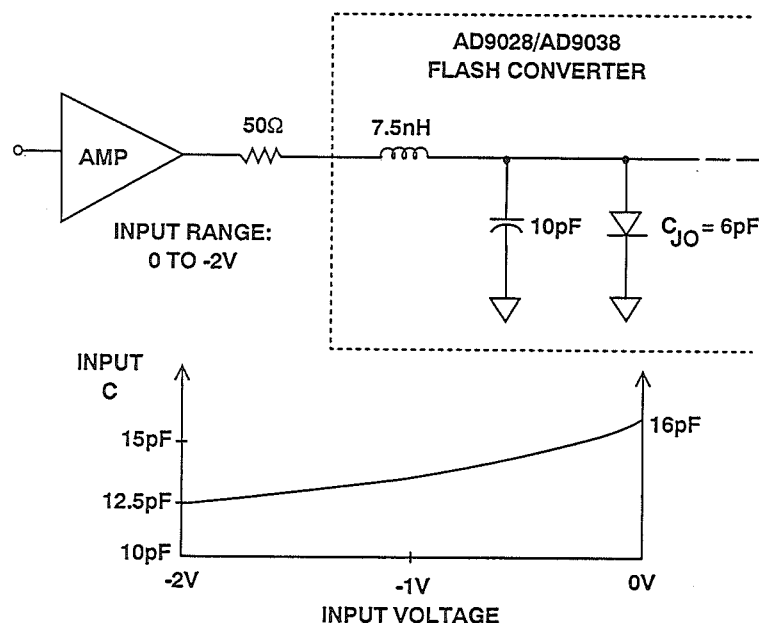 AD9028/AD9038
FLASH CONVERTER
50Ω
7.5nH
AMP
INPUT RANGE:
0 TO -2V
10pF
C_JO = 6pF
INPUT
C
15pF
16pF
12.5pF
10pF
-2V
-1V
0V
INPUT VOLTAGE